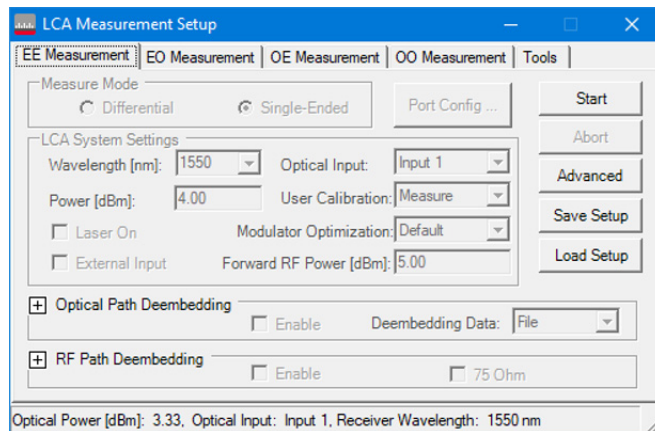 LCA Measurement Setup
EE Measurement EO Measurement OE Measurement OO Measurement Tools
Measure Mode
Differential Single-Ended
Port Config ...
Start
Abort
LCA System Settings
Wavelength [nm]: 1550 Optical Input: Input 1
Advanced
Power [dBm]: 4.00 User Calibration: Measure
Save Setup
Laser On Modulator Optimization: Default
Load Setup
External Input Forward RF Power [dBm]: 5.00
Optical Path Deembedding
Enable Deembedding Data: File
RF Path Deembedding
Enable 75 Ohm
Optical Power [dBm]: 3.33, Optical Input: Input 1, Receiver Wavelength: 1550 nm